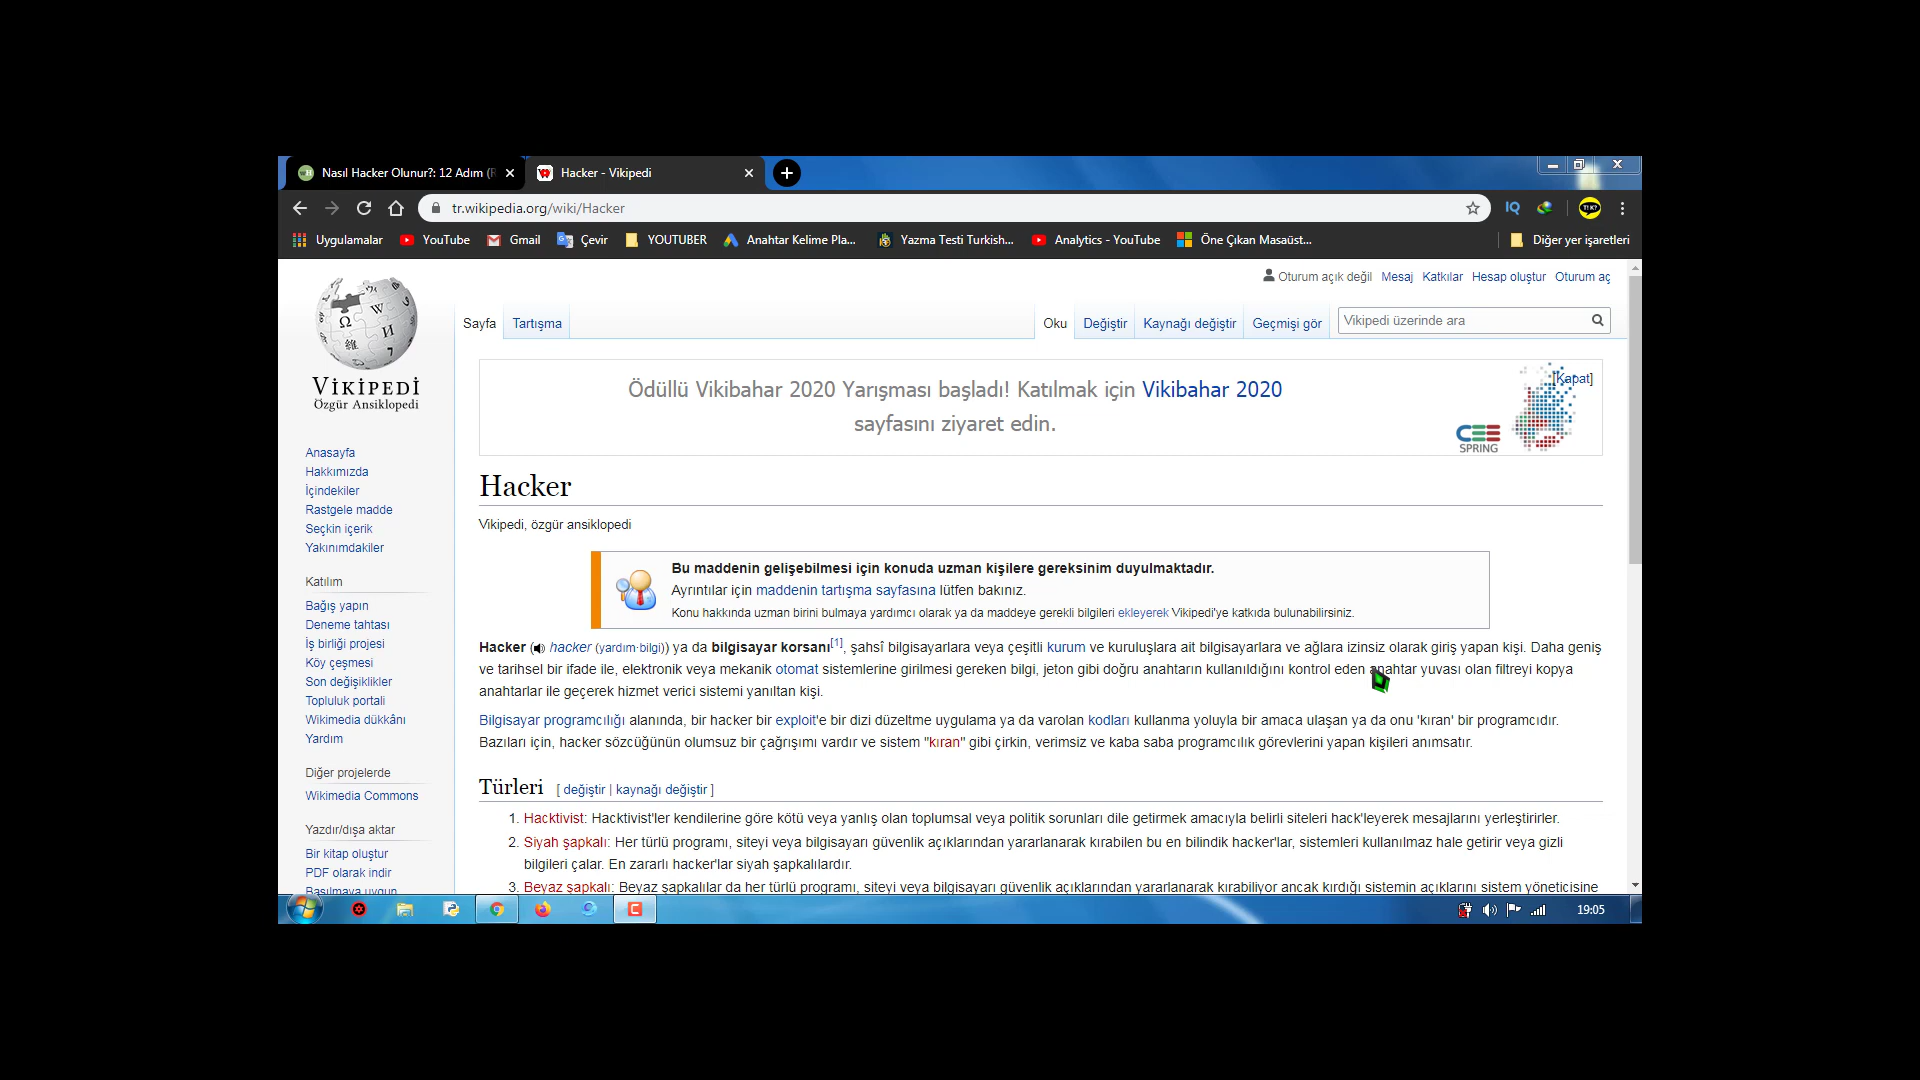 Nasıl Hacker Olunur?: 12 Adım (R
Hacker - Vikipedi
tr.wikipedia.org/wiki/Hacker
IQ
Uygulamalar YouTube Gmail Çevir YOUTUBER Anahtar Kelime Pla... Yazma Testi Turkish... Analytics - YouTube Öne Çıkan Masaüst... Diğer yer işaretleri
Oturum açık değil Mesaj Katkılar Hesap oluştur Oturum aç
Sayfa Tartışma Oku Değiştir Kaynağı değiştir Geçmişi gör Vikipedi üzerinde ara
VİKİPEDİ
Özgür Ansiklopedi
Anasayfa
Hakkımızda
İçindekiler
Rastgele madde
Seçkin içerik
Yakınımdakiler
Katılım
Bağış yapın
Deneme tahtası
İş birliği projesi
Köy çeşmesi
Son değişiklikler
Topluluk portali
Wikimedia dükkânı
Yardım
Diğer projelerde
Wikimedia Commons
Yazdır/dışa aktar
Bir kitap oluştur
PDF olarak indir
Basılmaya uygun
Ödüllü Vikibahar 2020 Yarışması başladı! Katılmak için Vikibahar 2020
sayfasını ziyaret edin.
[Kapat]
CEE
SPRING
Hacker
Vikipedi, özgür ansiklopedi
Bu maddenin gelişebilmesi için konuda uzman kişilere gereksinim duyulmaktadır.
Ayrıntılar için maddenin tartışma sayfasına lütfen bakınız.
Konu hakkında uzman birini bulmaya yardımcı olarak ya da maddeye gerekli bilgileri ekleyerek Vikipedi'ye katkıda bulunabilirsiniz.
Hacker ( hacker (yardım·bilgi)) ya da bilgisayar korsanı[1], şahsî bilgisayarlara veya çeşitli kurum ve kuruluşlara ait bilgisayarlara ve ağlara izinsiz olarak giriş yapan kişi. Daha geniş
ve tarihsel bir ifade ile, elektronik veya mekanik otomat sistemlerine girilmesi gereken bilgi, jeton gibi doğru anahtarın kullanıldığını kontrol eden anahtar yuvası olan filtreyi kopya
anahtarlar ile geçerek hizmet verici sistemi yanıltan kişi.
Bilgisayar programcılığı alanında, bir hacker bir exploit'e bir dizi düzeltme uygulama ya da varolan kodları kullanma yoluyla bir amaca ulaşan ya da onu 'kıran' bir programcıdır.
Bazıları için, hacker sözcüğünün olumsuz bir çağrışımı vardır ve sistem "kıran" gibi çirkin, verimsiz ve kaba saba programcılık görevlerini yapan kişileri anımsatır.
Türleri [ değiştir | kaynağı değiştir ]
1. Hacktivist: Hacktivist'ler kendilerine göre kötü veya yanlış olan toplumsal veya politik sorunları dile getirmek amacıyla belirli siteleri hack'leyerek mesajlarını yerleştirirler.
2. Siyah şapkalı: Her türlü programı, siteyi veya bilgisayarı güvenlik açıklarından yararlanarak kırabilen bu en bilindik hacker'lar, sistemleri kullanılmaz hale getirir veya gizli
bilgileri çalar. En zararlı hacker'lar siyah şapkalılardır.
3. Beyaz şapkalı: Beyaz şapkalılar da her türlü programı, siteyi veya bilgisayarı güvenlik açıklarından yararlanarak kırabiliyor ancak kırdığı sistemin açıklarını sistem yöneticisine
19:05